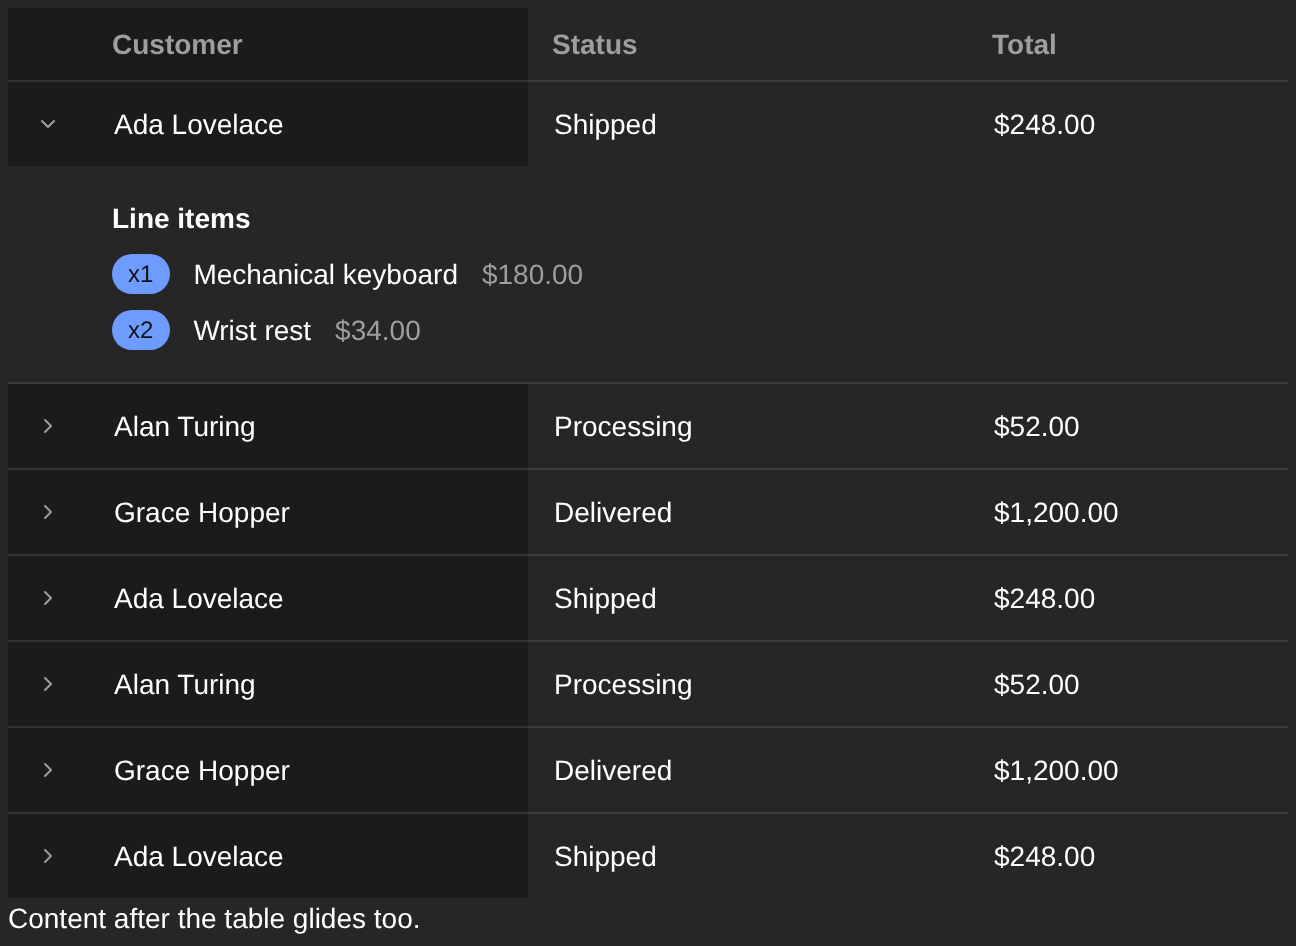 Customer Status Total
Ada Lovelace Shipped $248.00
Line items
x1 Mechanical keyboard $180.00
x2 Wrist rest $34.00
Alan Turing Processing $52.00
Grace Hopper Delivered $1,200.00
Ada Lovelace Shipped $248.00
Alan Turing Processing $52.00
Grace Hopper Delivered $1,200.00
Ada Lovelace Shipped $248.00
Content after the table glides too.